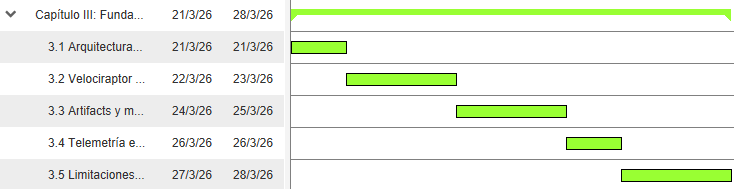 Capítulo III: Funda... 21/3/26 28/3/26
3.1 Arquitectura... 21/3/26 21/3/26
3.2 Velociraptor ... 22/3/26 23/3/26
3.3 Artifacts y m... 24/3/26 25/3/26
3.4 Telemetría e... 26/3/26 26/3/26
3.5 Limitaciones... 27/3/26 28/3/26